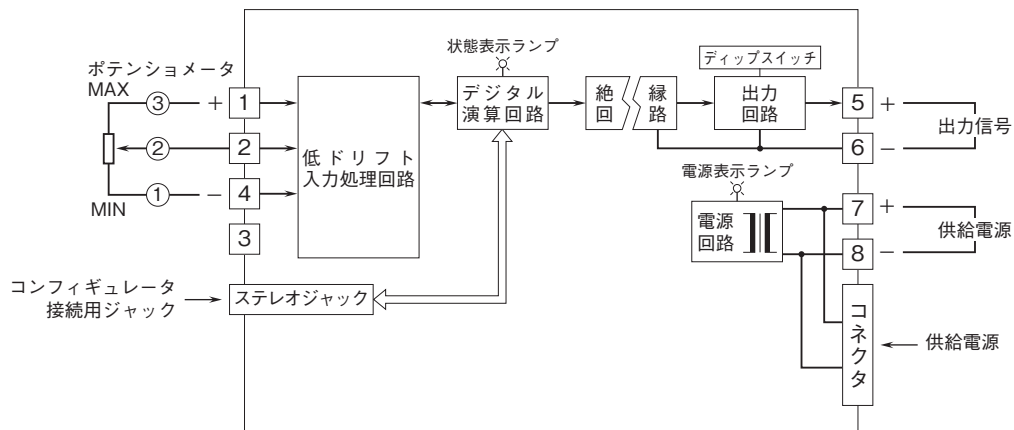 ポテンショメータ
MAX
③
+
1
②
2
①
−
4
MIN
3
低ドリフト
入力処理回路
状態表示ランプ
デジタル
演算回路
絶縁
回路
ディップスイッチ
出力
回路
5
+
6
−
出力信号
電源表示ランプ
電源
回路
7
+
8
−
供給電源
コンフィギュレータ
接続用ジャック
ステレオジャック
コネクタ
供給電源